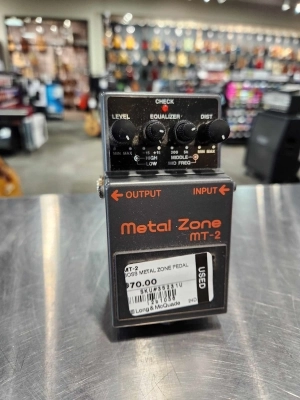 CHECK
LEVEL EQUALIZER DIST
HIGH MIDDLE
LOW MID FREQ
OUTPUT INPUT
Metal Zone
MT-2
MT-2
BOSS METAL ZONE PEDAL
$70.00
USED
Long & McQuade